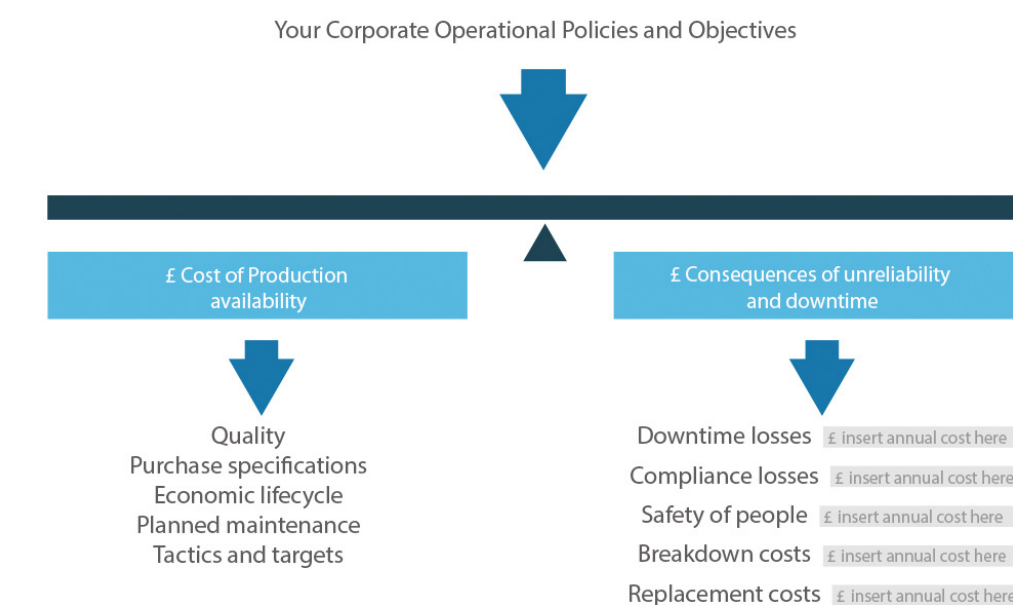 Your Corporate Operational Policies and Objectives
£ Cost of Production
availability
£ Consequences of unreliability
and downtime
Quality
Purchase specifications
Economic lifecycle
Planned maintenance
Tactics and targets
Downtime losses £ insert annual cost here
Compliance losses £ insert annual cost here
Safety of people £ insert annual cost here
Breakdown costs £ insert annual cost here
Replacement costs £ insert annual cost here